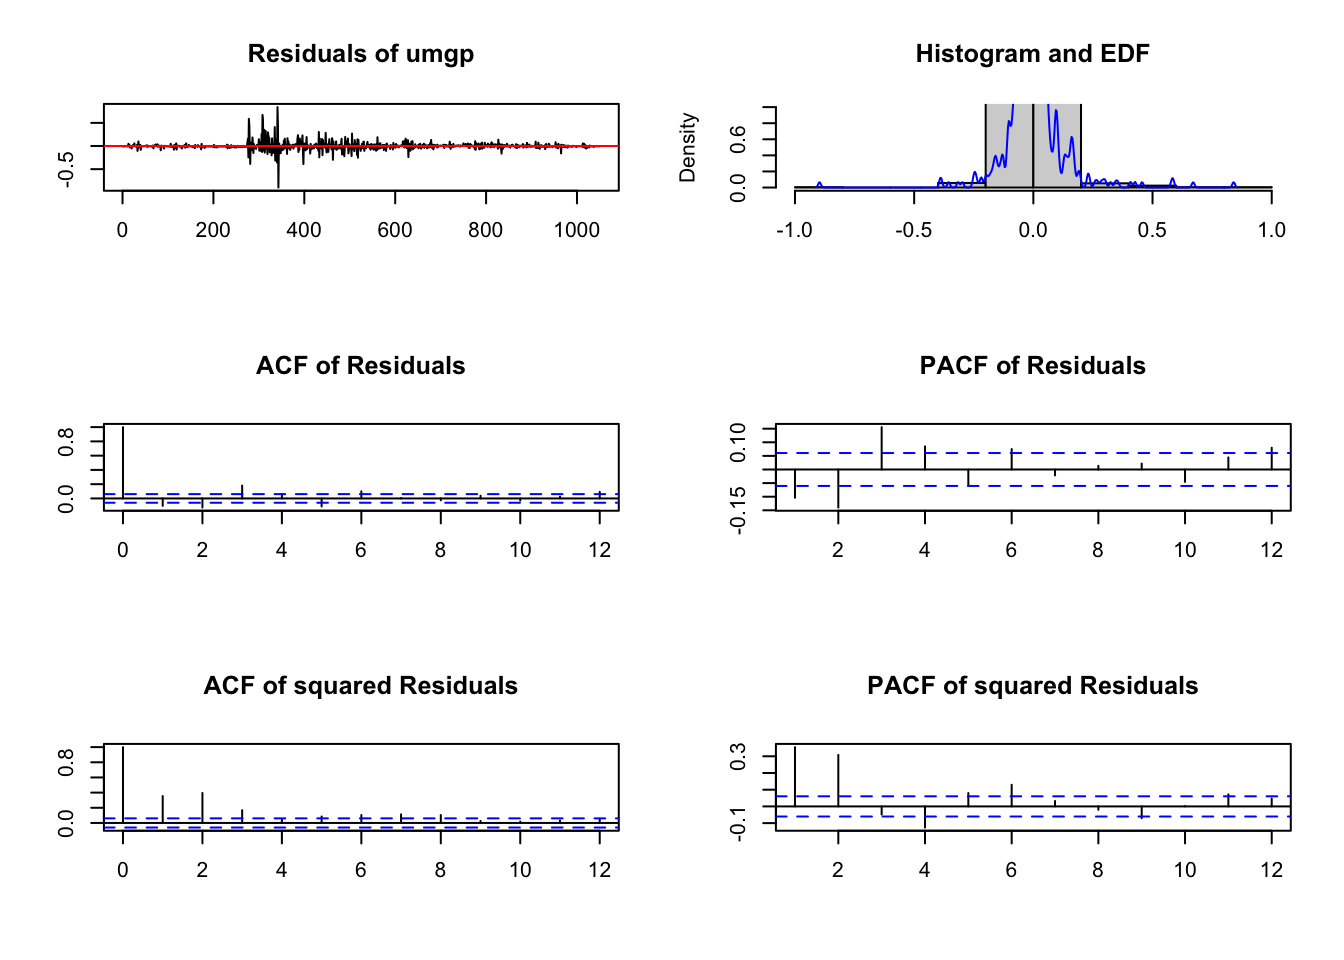 Residuals of umgp
-0.5
0 200 400 600 800 1000
Histogram and EDF
Density
0.0 0.6
-1.0 -0.5 0.0 0.5 1.0
ACF of Residuals
0.0 0.8
0 2 4 6 8 10 12
PACF of Residuals
-0.15 0.10
2 4 6 8 10 12
ACF of squared Residuals
0.0 0.8
0 2 4 6 8 10 12
PACF of squared Residuals
-0.1 0.3
2 4 6 8 10 12